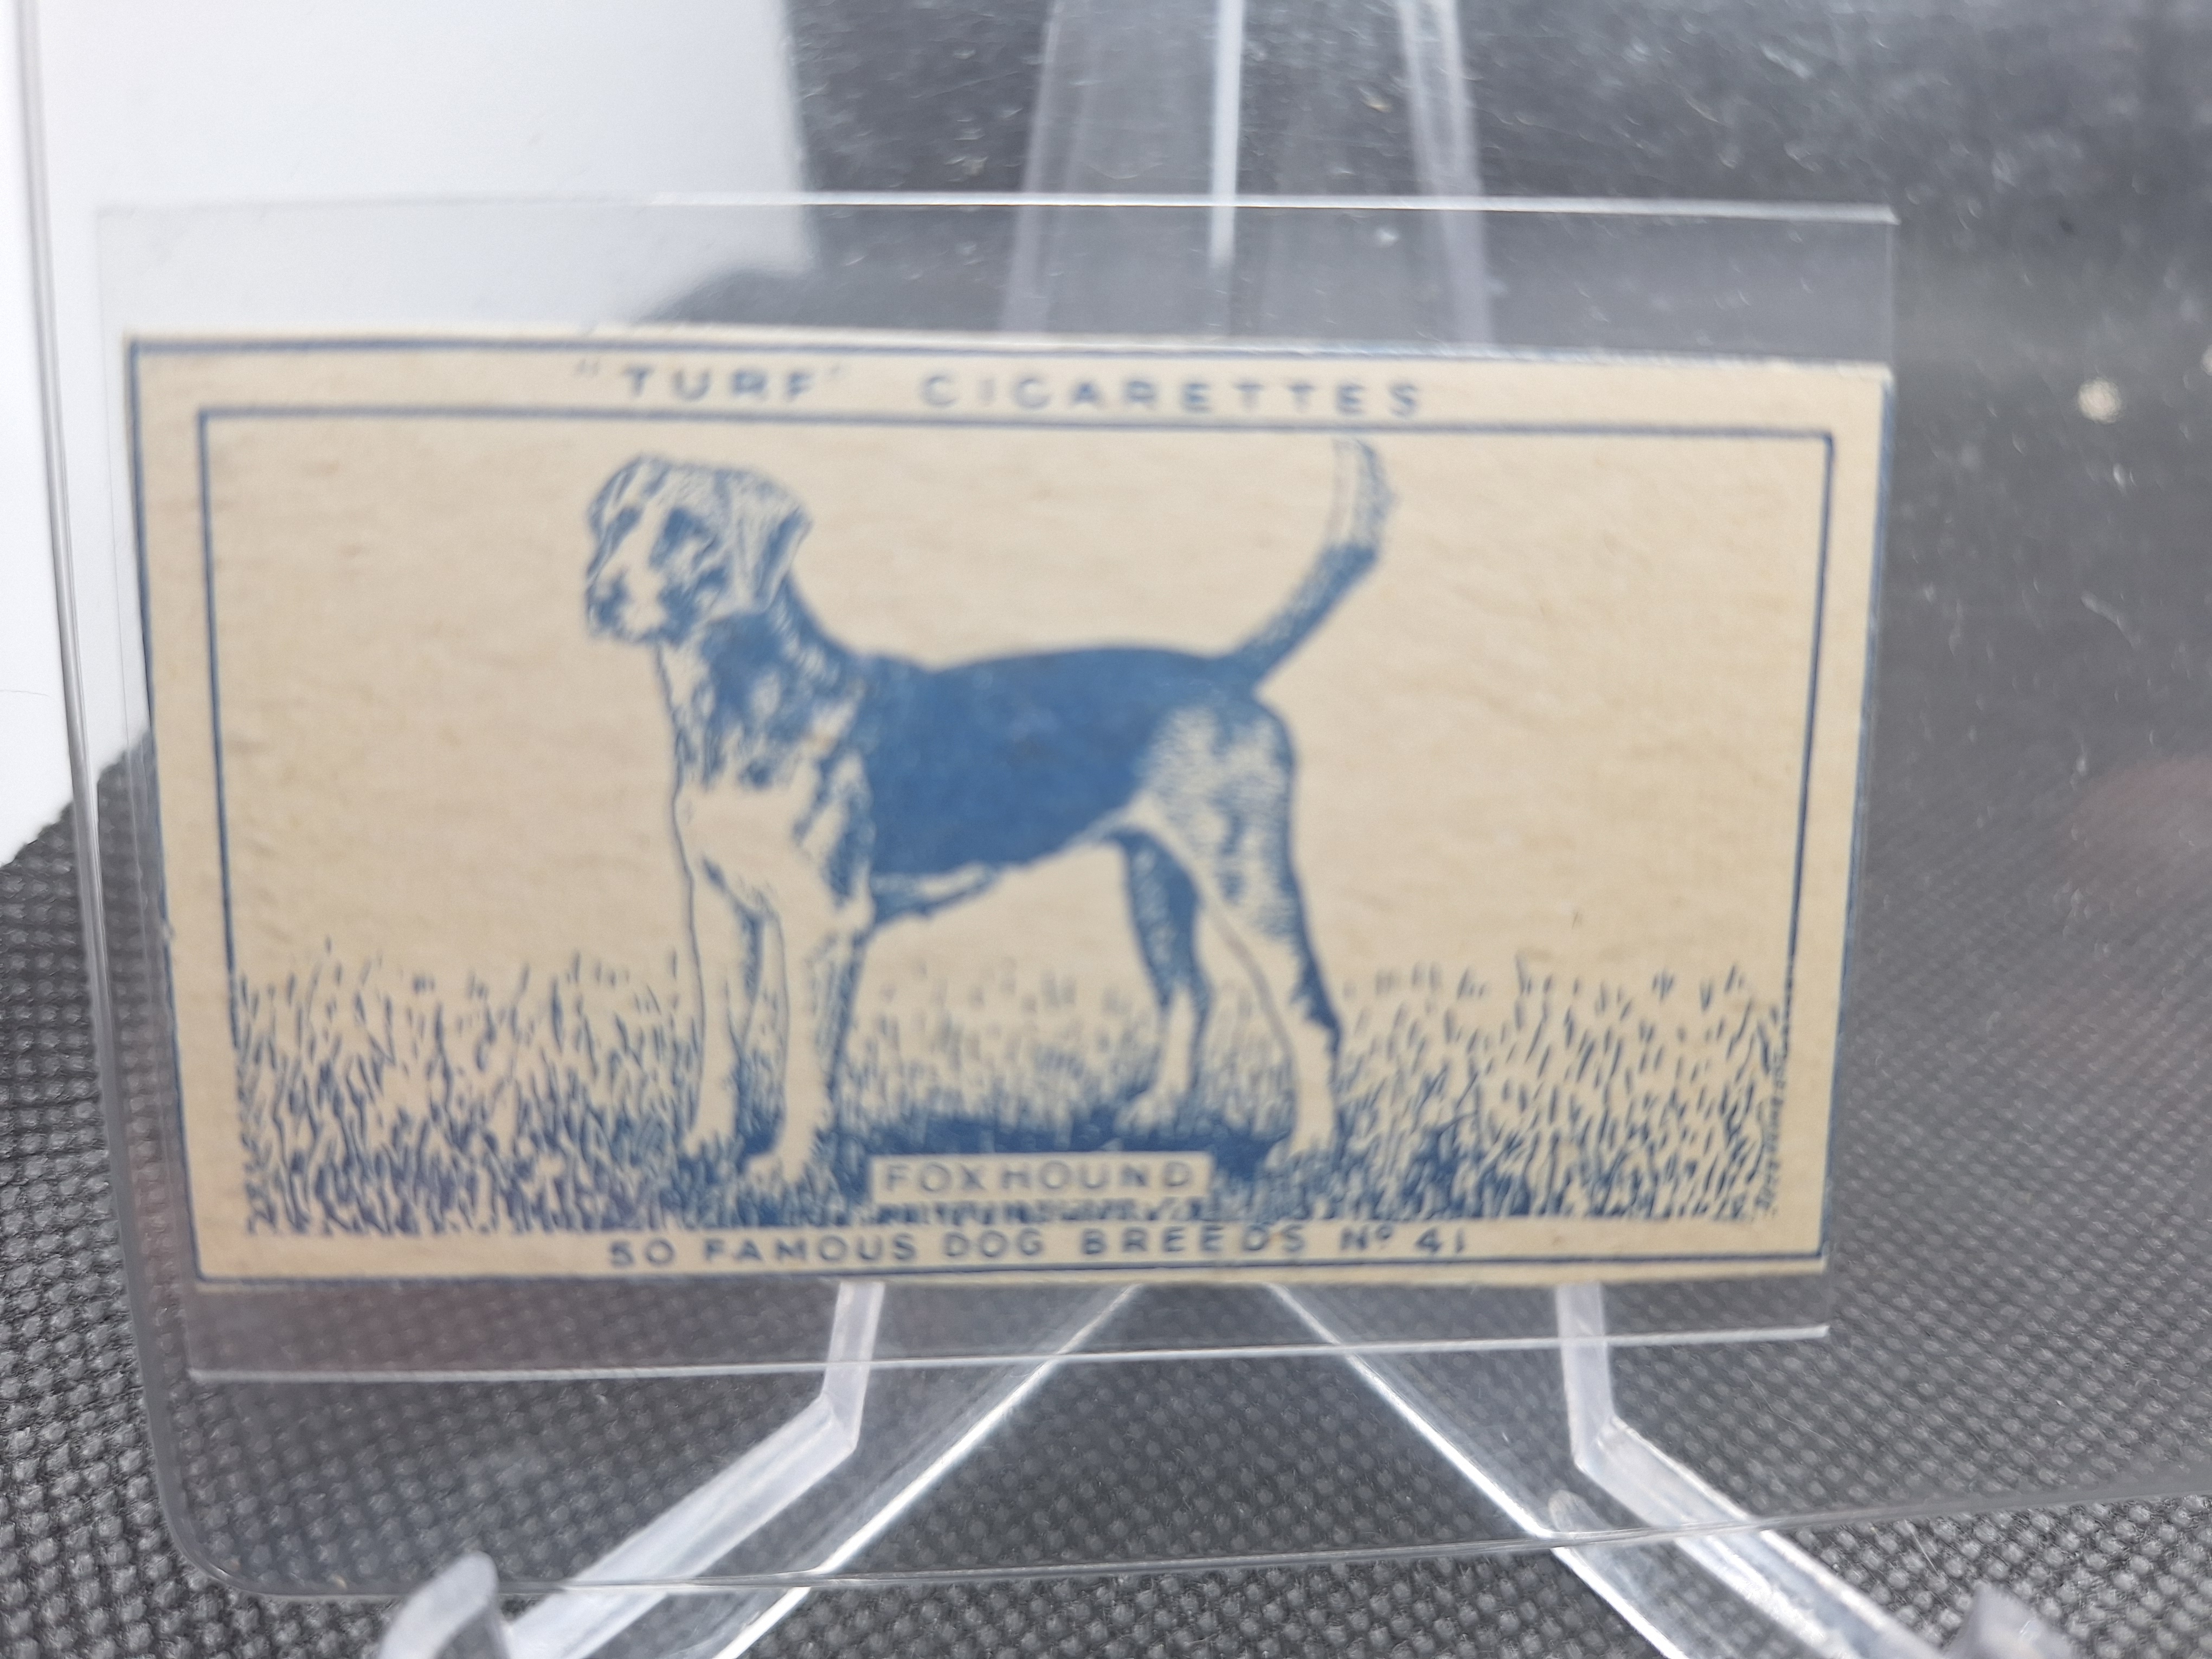 "TURF" CIGARETTES
FOXHOUND
50 FAMOUS DOG BREEDS Nº 41